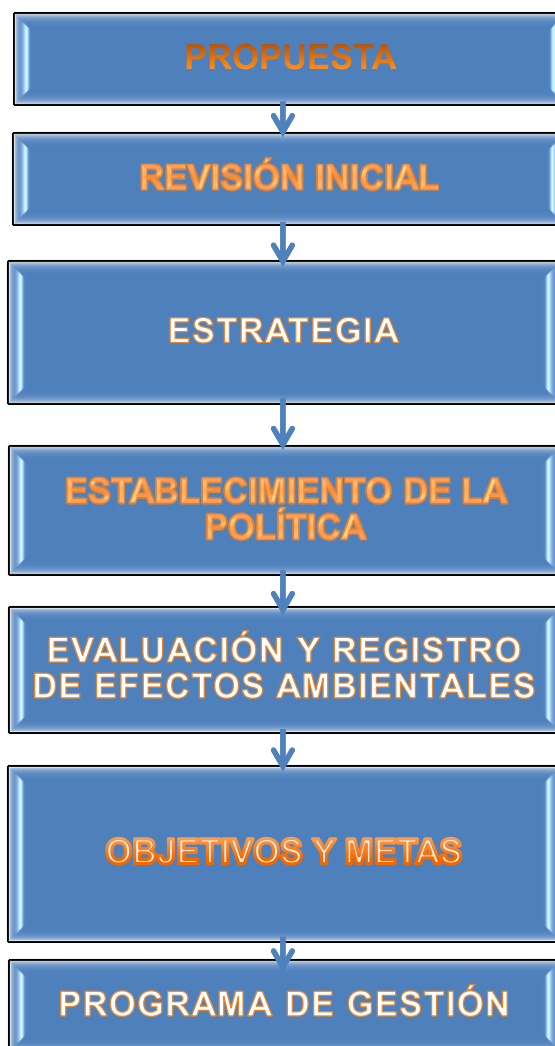 PROPUESTA
REVISIÓN INICIAL
ESTRATEGIA
ESTABLECIMIENTO DE LA
POLÍTICA
EVALUACIÓN Y REGISTRO
DE EFECTOS AMBIENTALES
OBJETIVOS Y METAS
PROGRAMA DE GESTIÓN